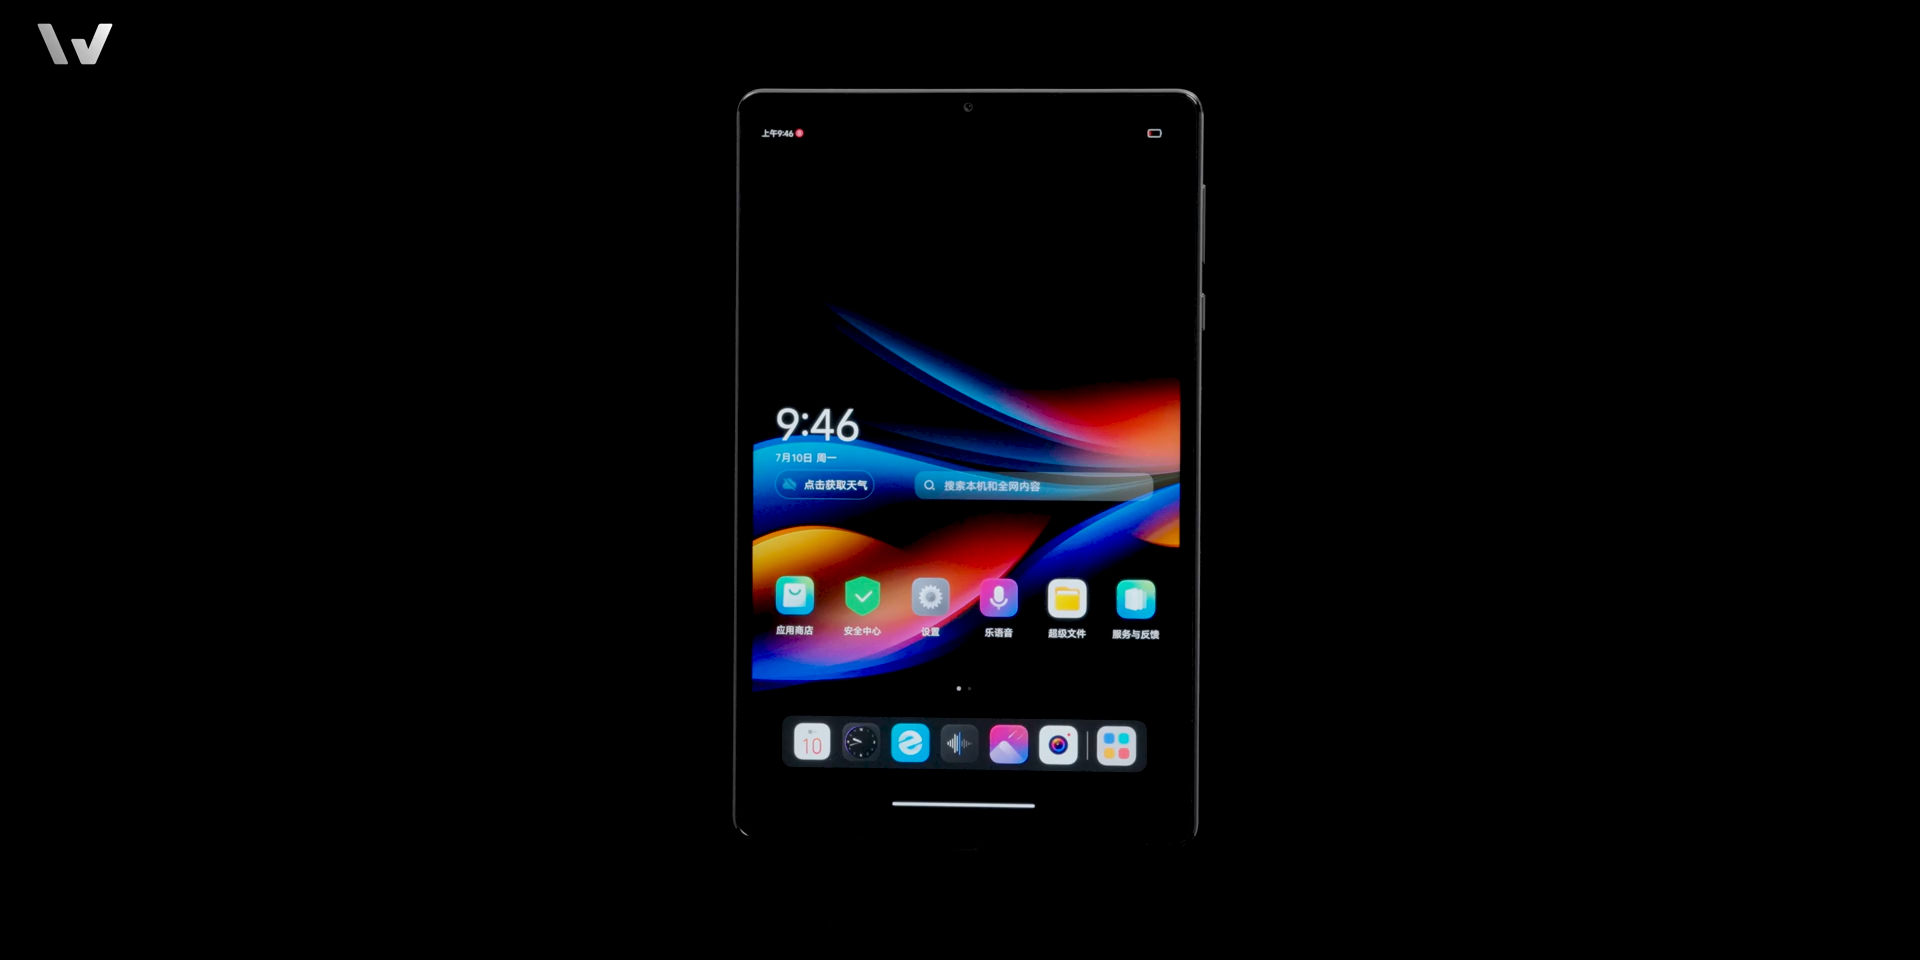 W
上午9:46
9:46
7月10日 周一
点击获取天气
搜索本机和全网内容
应用商店 安全中心 设置 乐语音 超级文件 服务与反馈
10